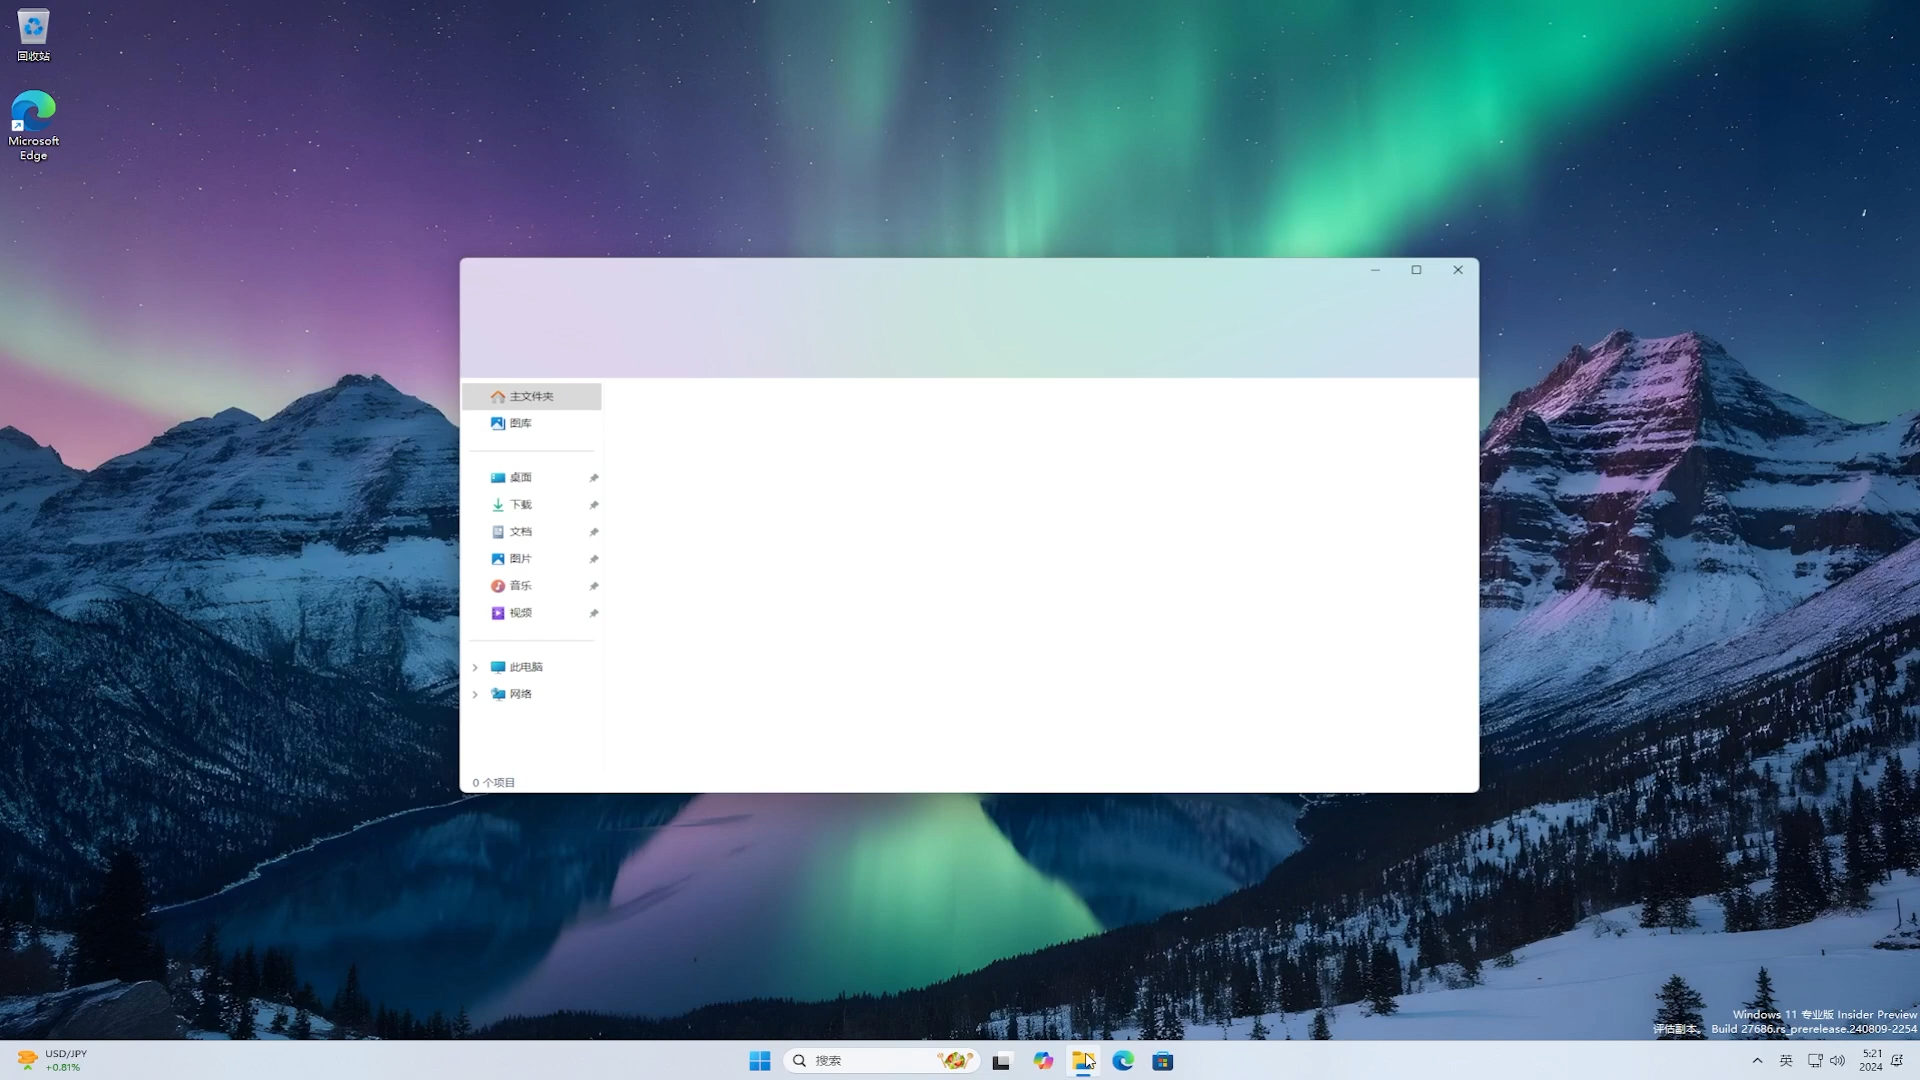 回收站
Microsoft
Edge
主文件夹
图库
桌面
下载
文档
图片
音乐
视频
此电脑
网络
0 个项目
Windows 11 专业版 Insider Preview
评估副本。 Build 27686.rs_prerelease.240809-2254
USD/JPY
+0.81%
搜索
英
5:21
2024